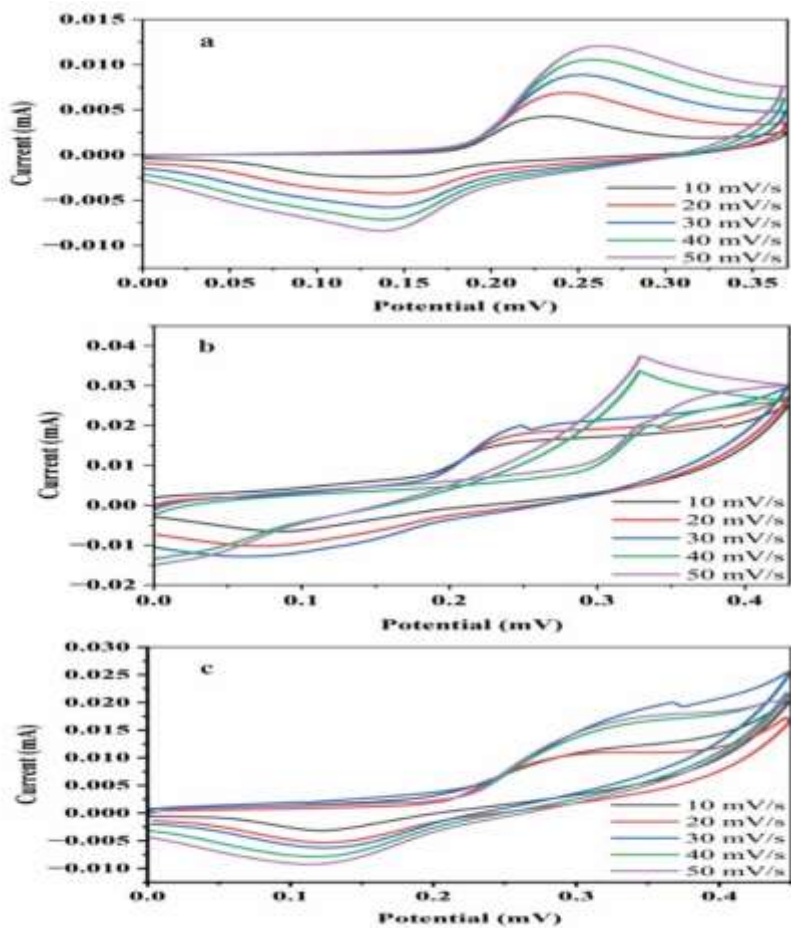 a
0.015
0.010
0.005
0.000
−0.005
−0.010
Current (mA)
10 mV/s
20 mV/s
30 mV/s
40 mV/s
50 mV/s
0.00 0.05 0.10 0.15 0.20 0.25 0.30 0.35
Potential (mV)
b
0.04
0.03
0.02
0.01
0.00
−0.01
−0.02
Current (mA)
10 mV/s
20 mV/s
30 mV/s
40 mV/s
50 mV/s
0.0 0.1 0.2 0.3 0.4
Potential (mV)
c
0.030
0.025
0.020
0.015
0.010
0.005
0.000
−0.005
−0.010
Current (mA)
10 mV/s
20 mV/s
30 mV/s
40 mV/s
50 mV/s
0.0 0.1 0.2 0.3 0.4
Potential (mV)